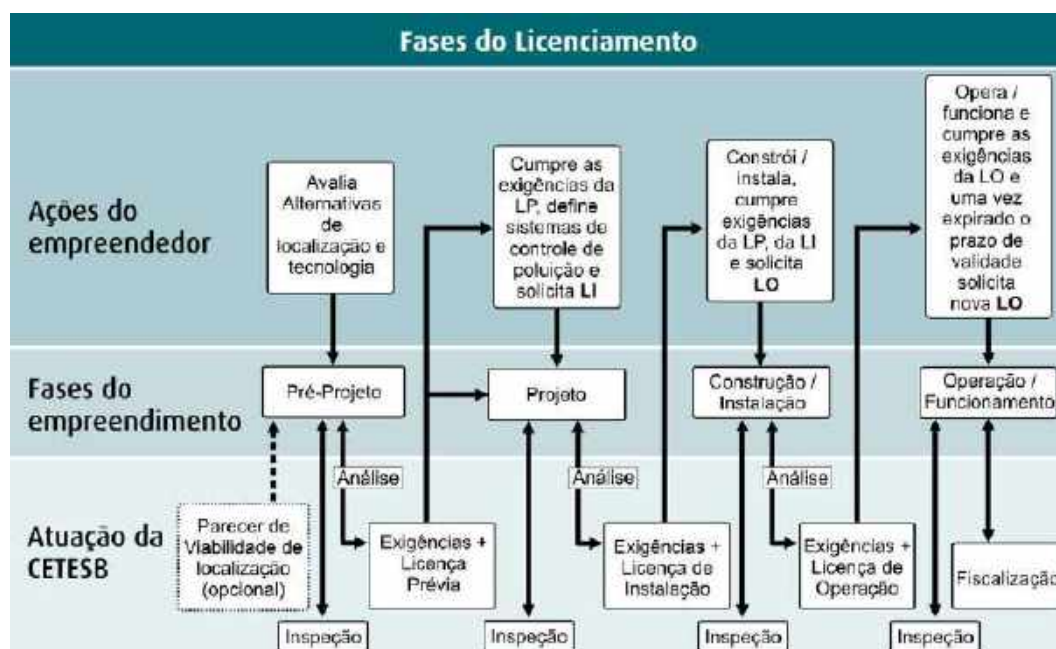 Fases do Licenciamento
Ações do
empreendedor
Avalia
Alternativas
de
localização e
tecnologia
Cumpre as
exigências da
LP, define
sistemas de
controle de
poluição e
solicita LI
Constrói /
instala,
cumpre
exigências
da LP, da LI
e solicita
LO
Opera /
funciona e
cumpre as
exigências
da LO e
uma vez
expirado o
prazo de
validade
solicita
nova LO
Fases do
empreendimento
Pré-Projeto
Projeto
Construção /
Instalação
Operação /
Funcionamento
Atuação da
CETESB
Parecer de
Viabilidade de
localização
(opcional)
Análise
Exigências +
Licença
Prévia
Análise
Exigências +
Licença de
Instalação
Análise
Exigências +
Licença de
Operação
Fiscalização
Inspeção
Inspeção
Inspeção
Inspeção